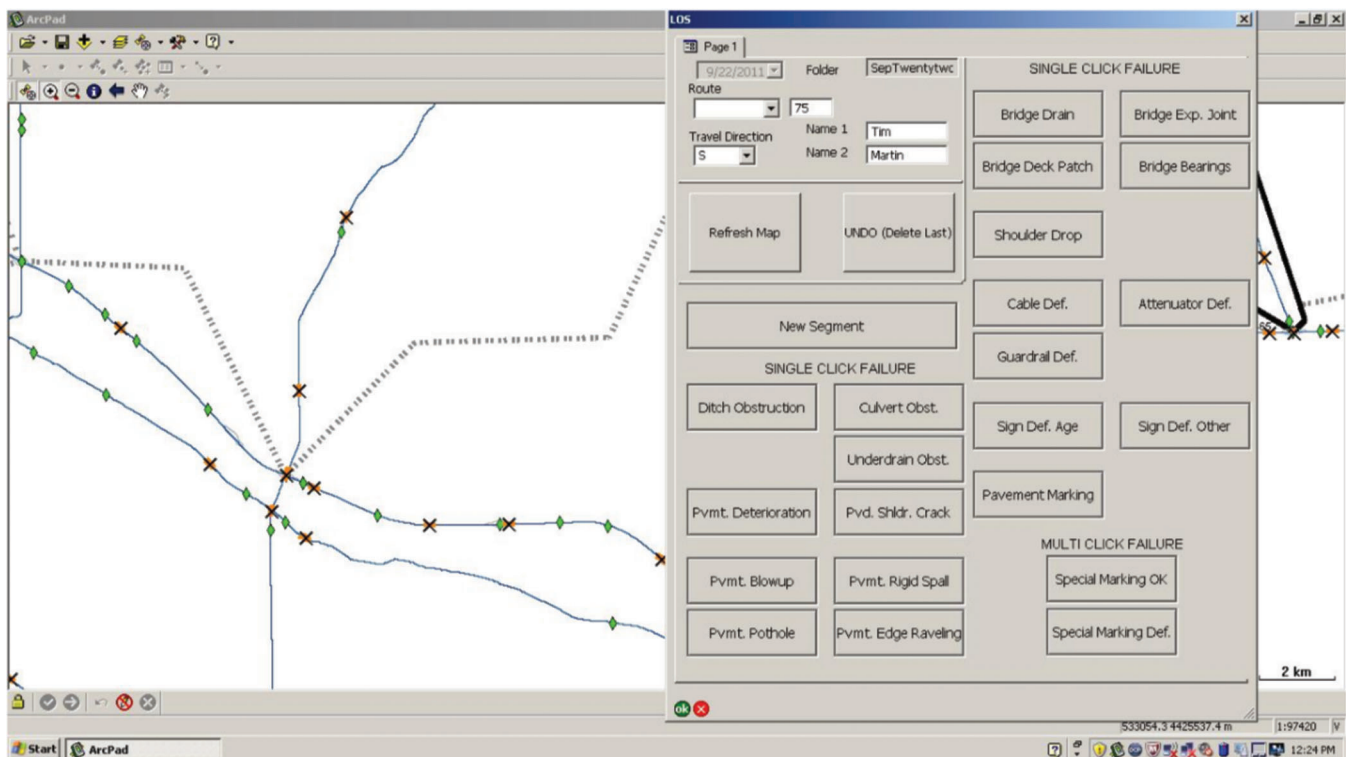 ArcPad
LOS
Page 1
9/22/2011
Folder
SepTwentytwo
Route
75
Travel Direction
S
Name 1
Tim
Name 2
Martin
Refresh Map
UNDO (Delete Last)
New Segment
SINGLE CLICK FAILURE
Ditch Obstruction
Culvert Obst.
Underdrain Obst.
Pvmt. Deterioration
Pvd. Shldr. Crack
Pvmt. Blowup
Pvmt. Rigid Spall
Pvmt. Pothole
Pvmt. Edge Raveling
SINGLE CLICK FAILURE
Bridge Drain
Bridge Exp. Joint
Bridge Deck Patch
Bridge Bearings
Shoulder Drop
Cable Def.
Attenuator Def.
Guardrail Def.
Sign Def. Age
Sign Def. Other
Pavement Marking
MULTI CLICK FAILURE
Special Marking OK
Special Marking Def.
ok
65
2 km
533054.3 4425537.4 m
1:97420
V
Start
ArcPad
12:24 PM